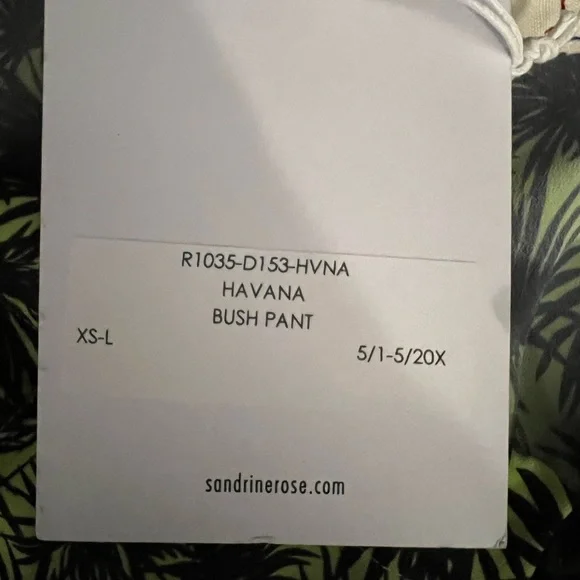 R1035-D153-HVNA
HAVANA
BUSH PANT
XS-L
5/1-5/20X
sandrinerose.com